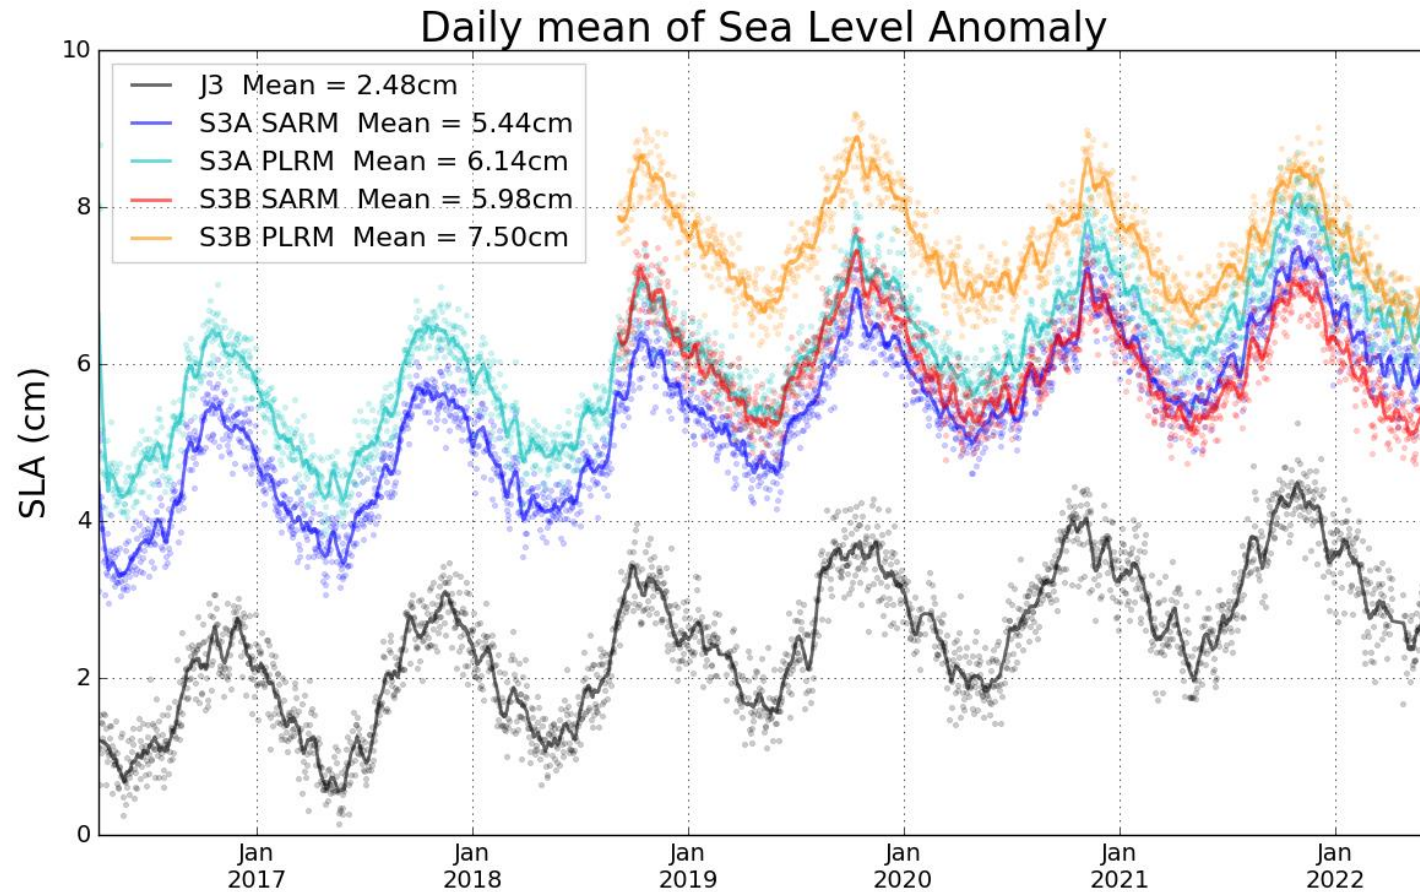 Daily mean of Sea Level Anomaly
J3 Mean = 2.48cm
S3A SARM Mean = 5.44cm
S3A PLRM Mean = 6.14cm
S3B SARM Mean = 5.98cm
S3B PLRM Mean = 7.50cm
SLA (cm)
10
8
6
4
2
0
Jan
2017
Jan
2018
Jan
2019
Jan
2020
Jan
2021
Jan
2022